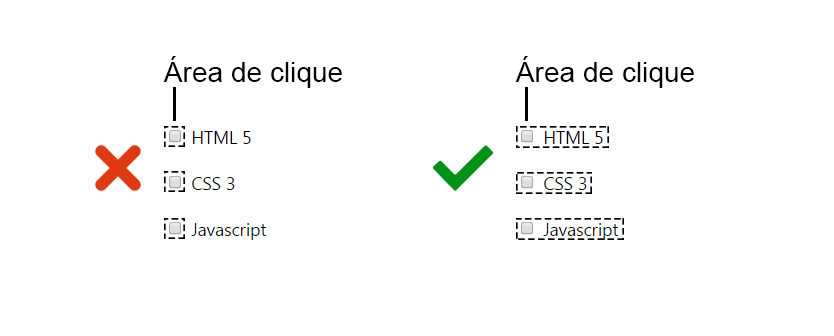 Área de clique
HTML 5
CSS 3
Javascript
Área de clique
HTML 5
CSS 3
Javascript